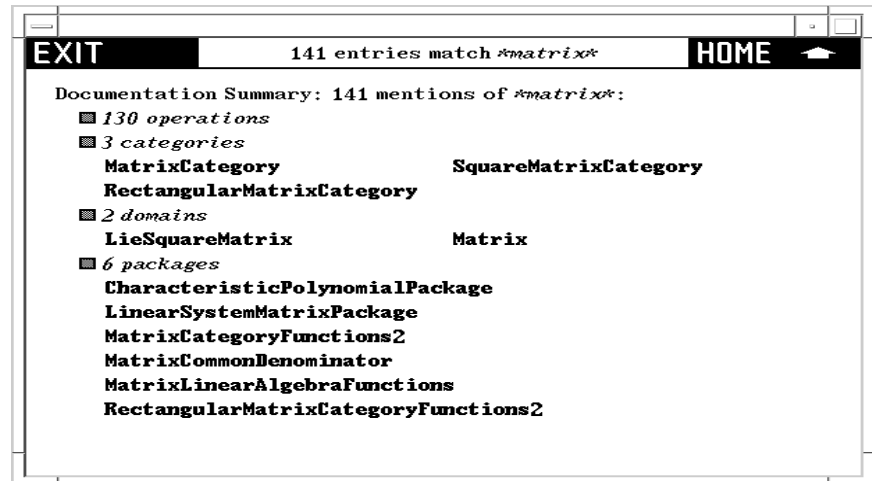 EXIT 141 entries match *matrix* HOME
Documentation Summary: 141 mentions of *matrix*:
130 operations
3 categories
MatrixCategory SquareMatrixCategory
RectangularMatrixCategory
2 domains
LieSquareMatrix Matrix
6 packages
CharacteristicPolynomialPackage
LinearSystemMatrixPackage
MatrixCategoryFunctions2
MatrixCommonDenominator
MatrixLinearAlgebraFunctions
RectangularMatrixCategoryFunctions2